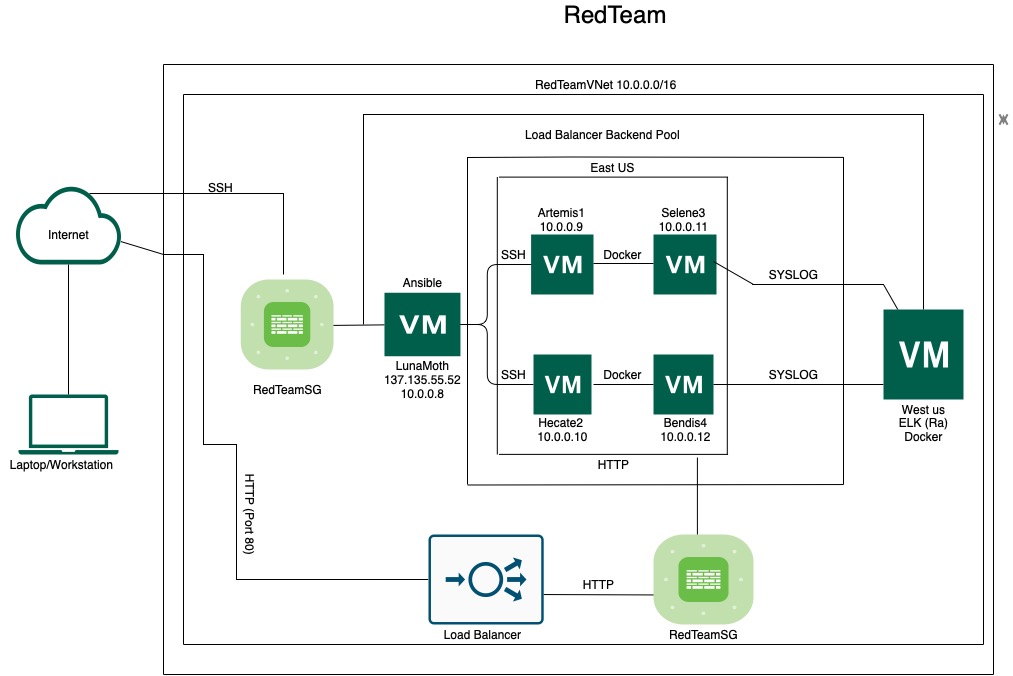 RedTeam
RedTeamVNet 10.0.0.0/16
Load Balancer Backend Pool
East US
SSH
Internet
Artemis1
10.0.0.9
Selene3
10.0.0.11
SSH
VM
Docker
VM
SYSLOG
Ansible
VM
LunaMoth
137.135.55.52
10.0.0.8
RedTeamSG
VM
West us
ELK (Ra)
Docker
SSH
VM
Docker
VM
SYSLOG
Hecate2
10.0.0.10
Bendis4
10.0.0.12
HTTP
Laptop/Workstation
HTTP (Port 80)
Load Balancer
HTTP
RedTeamSG